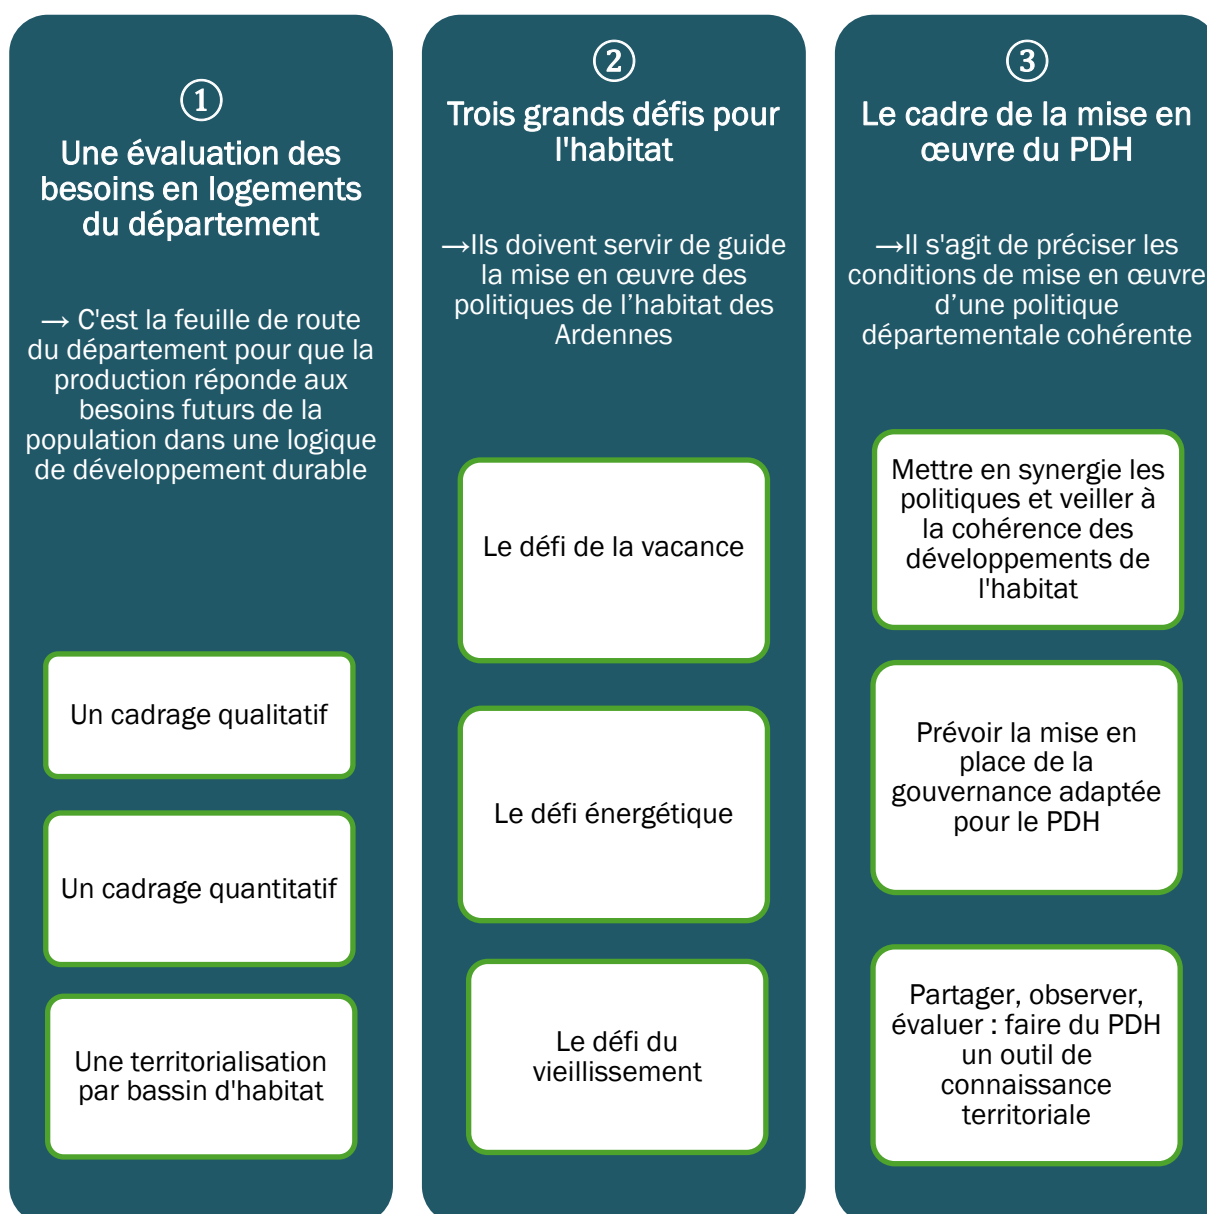 ①
Une évaluation des
besoins en logements
du département
→ C'est la feuille de route
du département pour que la
production réponde aux
besoins futurs de la
population dans une logique
de développement durable
Un cadrage qualitatif
Un cadrage quantitatif
Une territorialisation
par bassin d'habitat
②
Trois grands défis pour
l'habitat
→Ils doivent servir de guide
la mise en œuvre des
politiques de l’habitat des
Ardennes
Le défi de la vacance
Le défi énergétique
Le défi du
vieillissement
③
Le cadre de la mise en
œuvre du PDH
→Il s'agit de préciser les
conditions de mise en œuvre
d’une politique
départementale cohérente
Mettre en synergie les
politiques et veiller à
la cohérence des
développements de
l'habitat
Prévoir la mise en
place de la
gouvernance adaptée
pour le PDH
Partager, observer,
évaluer : faire du PDH
un outil de
connaissance
territoriale